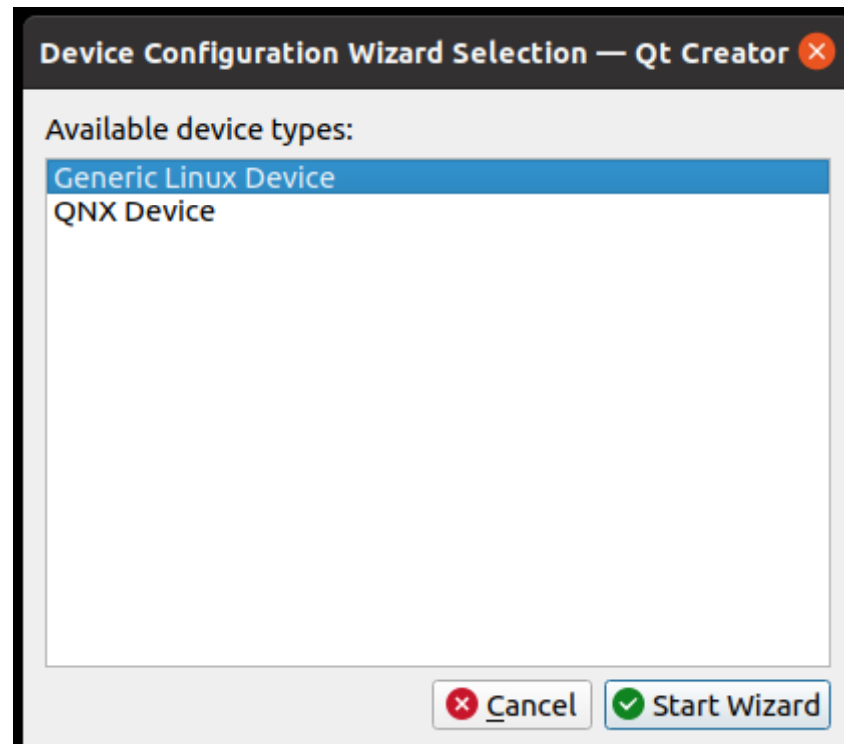 Device Configuration Wizard Selection — Qt Creator
Available device types:
Generic Linux Device
QNX Device
Cancel
Start Wizard